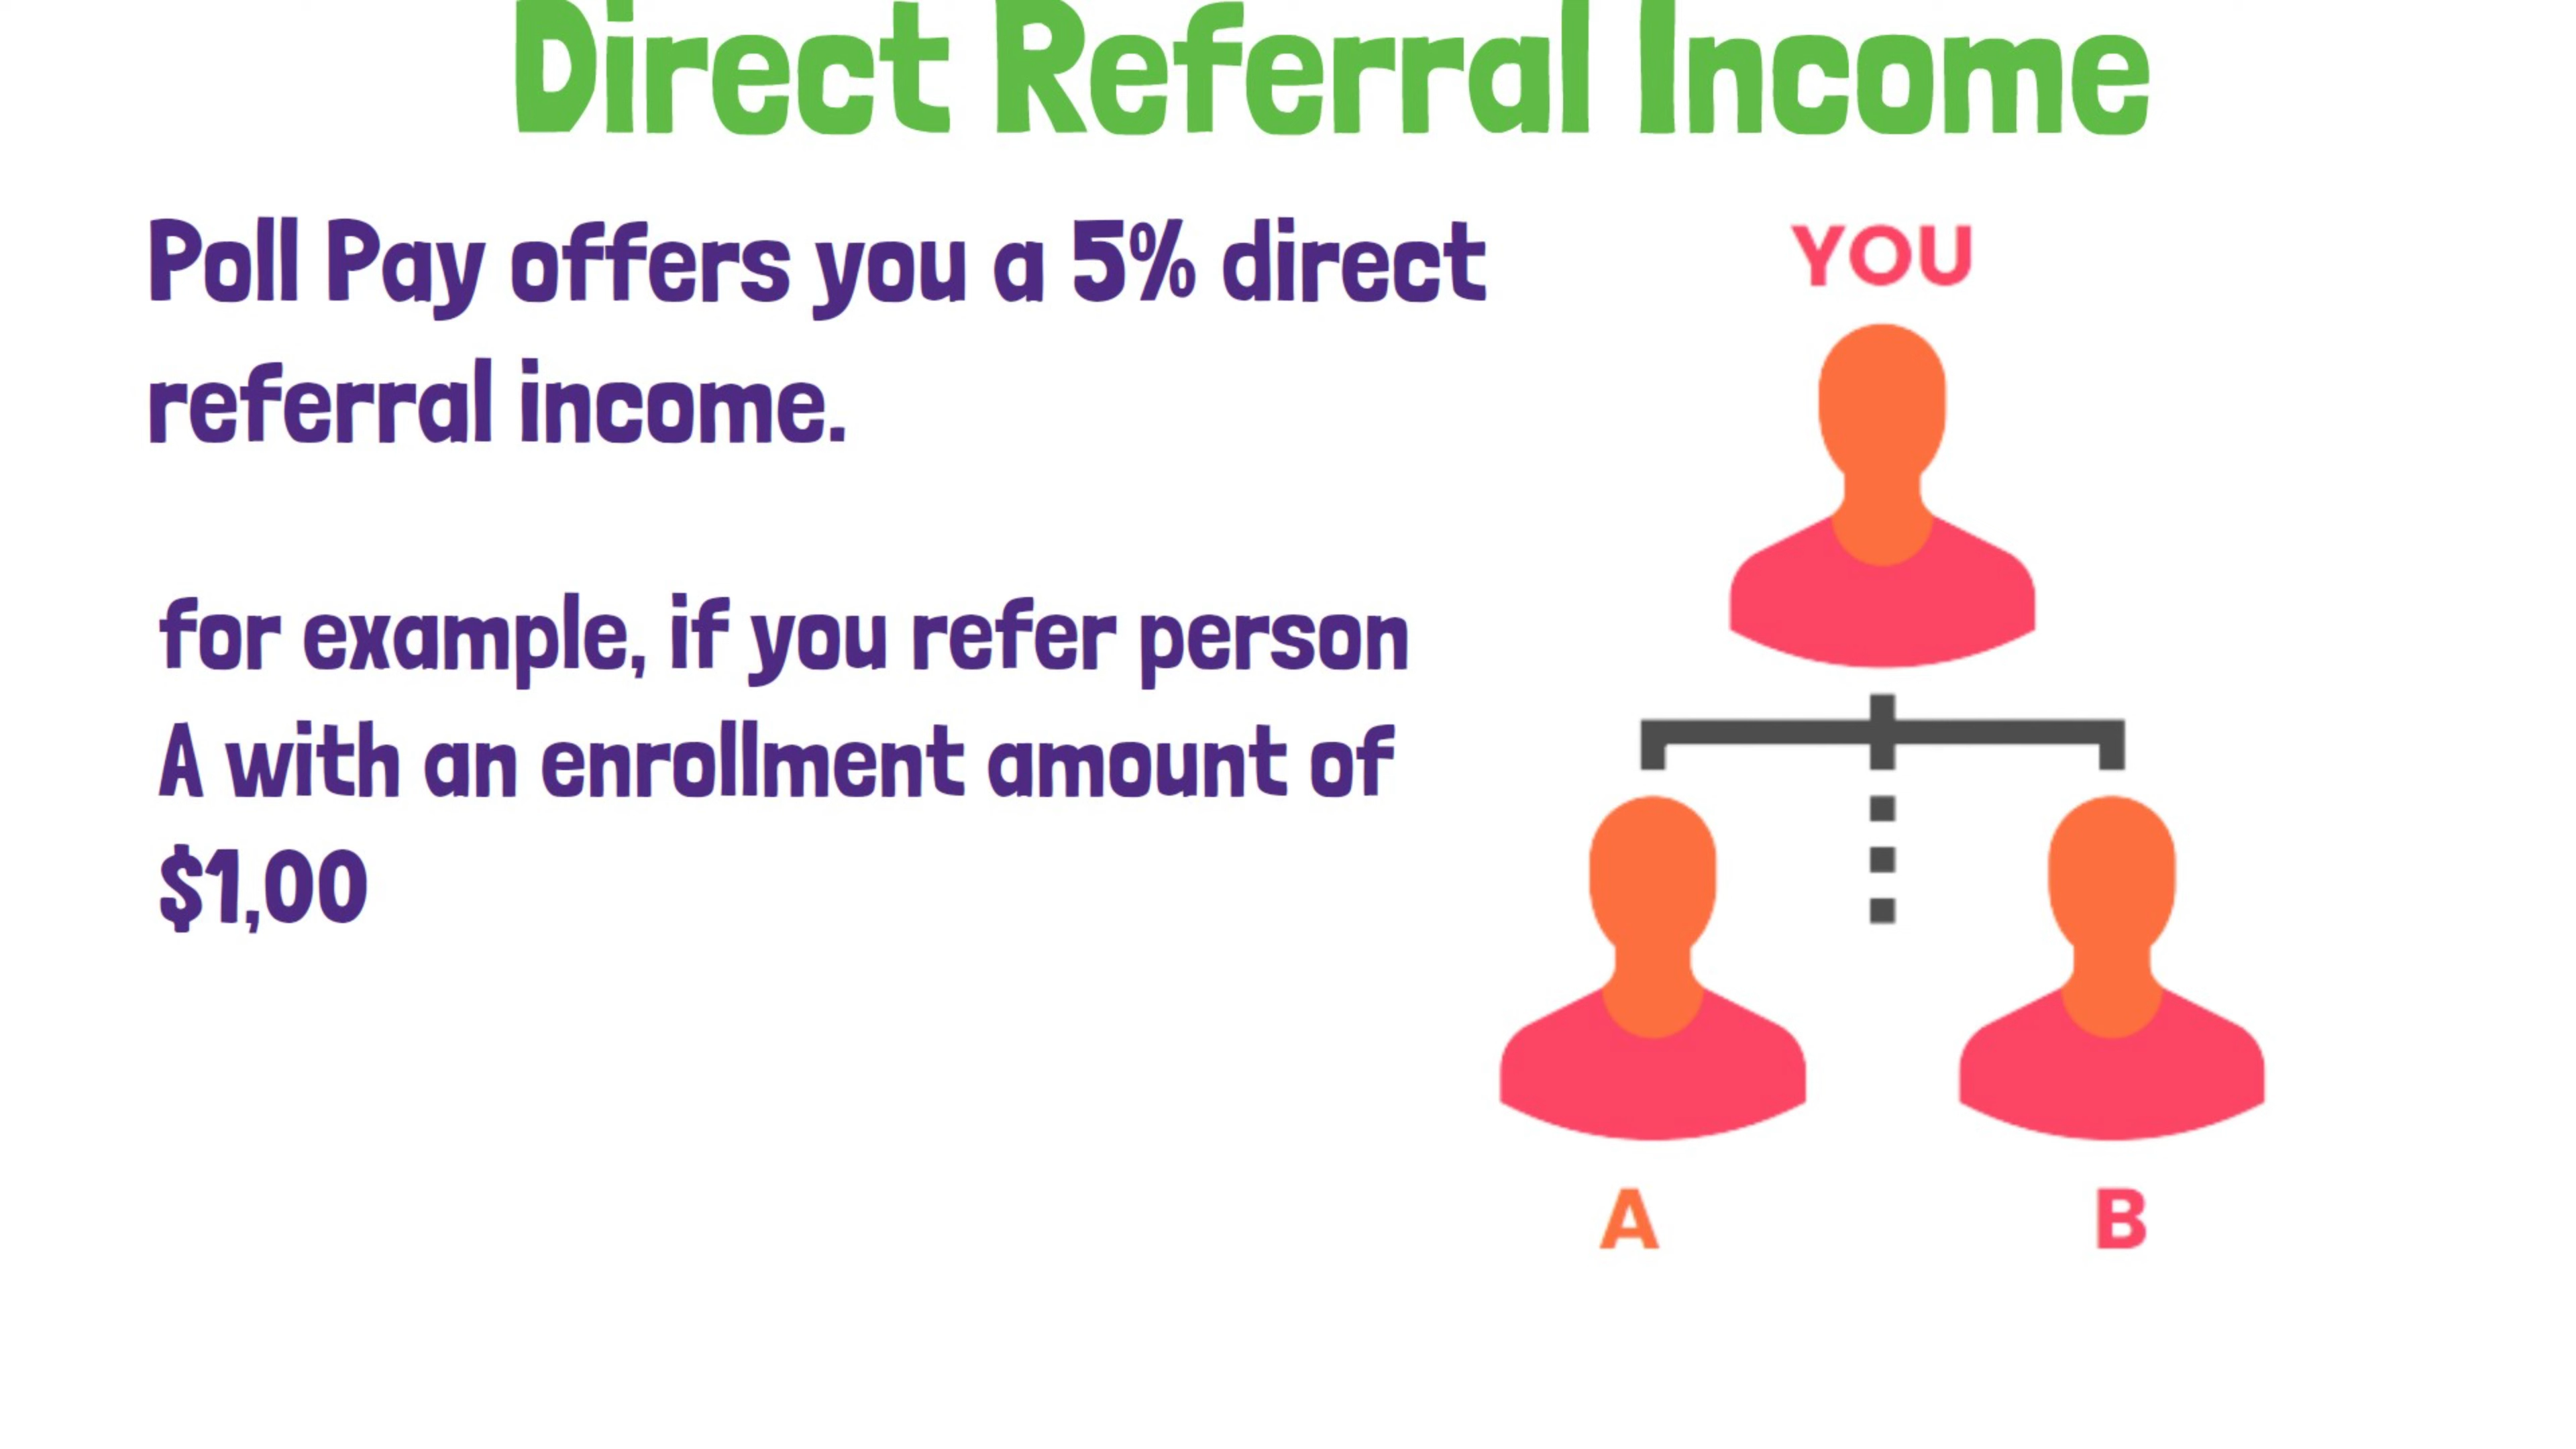 Direct Referral Income
Poll Pay offers you a 5% direct
referral income.
for example, if you refer person
A with an enrollment amount of
$1,00
YOU
A
B